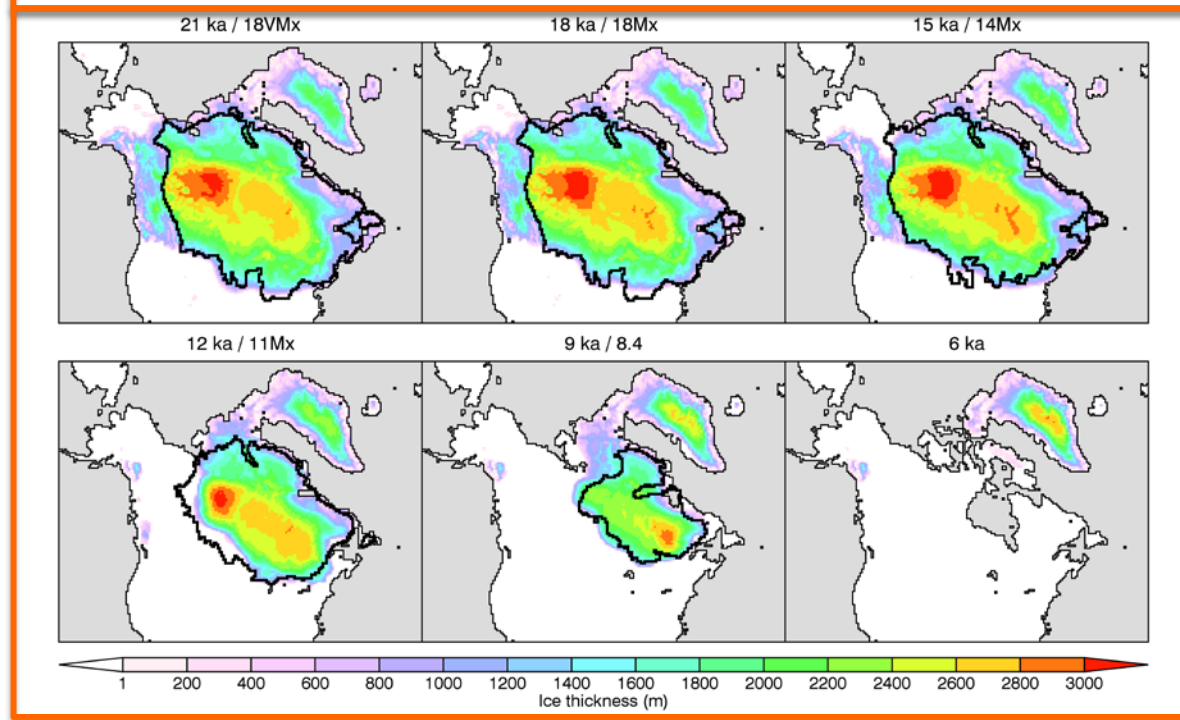 21 ka / 18VMx
18 ka / 18Mx
15 ka / 14Mx
12 ka / 11Mx
9 ka / 8.4
6 ka
1 200 400 600 800 1000 1200 1400 1600 1800 2000 2200 2400 2600 2800 3000
Ice thickness (m)